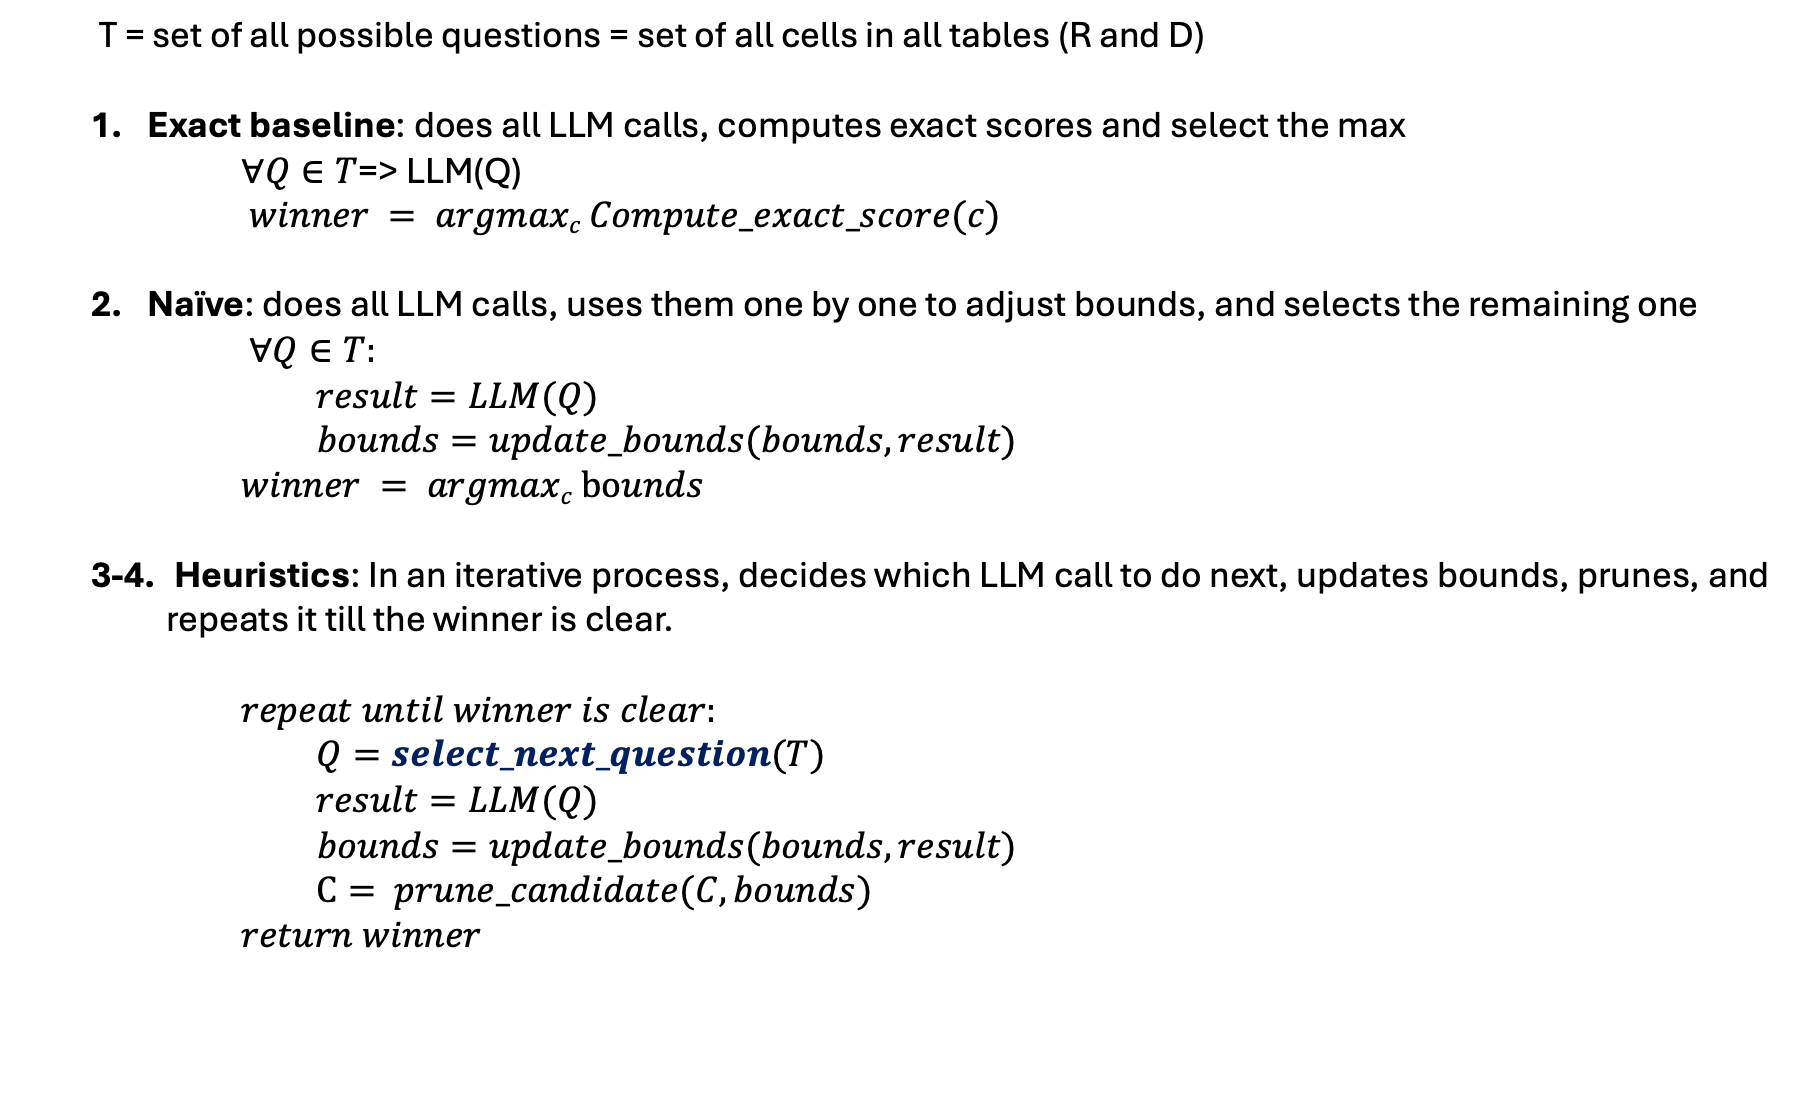 T = set of all possible questions = set of all cells in all tables (R and D)
1. Exact baseline: does all LLM calls, computes exact scores and select the max
∀Q ∈ T=> LLM(Q)
winner = argmax_c Compute_exact_score(c)
2. Naïve: does all LLM calls, uses them one by one to adjust bounds, and selects the remaining one
∀Q ∈ T:
result = LLM(Q)
bounds = update_bounds(bounds, result)
winner = argmax_c bounds
3-4. Heuristics: In an iterative process, decides which LLM call to do next, updates bounds, prunes, and
repeats it till the winner is clear.
repeat until winner is clear:
Q = select_next_question(T)
result = LLM(Q)
bounds = update_bounds(bounds, result)
C = prune_candidate(C, bounds)
return winner